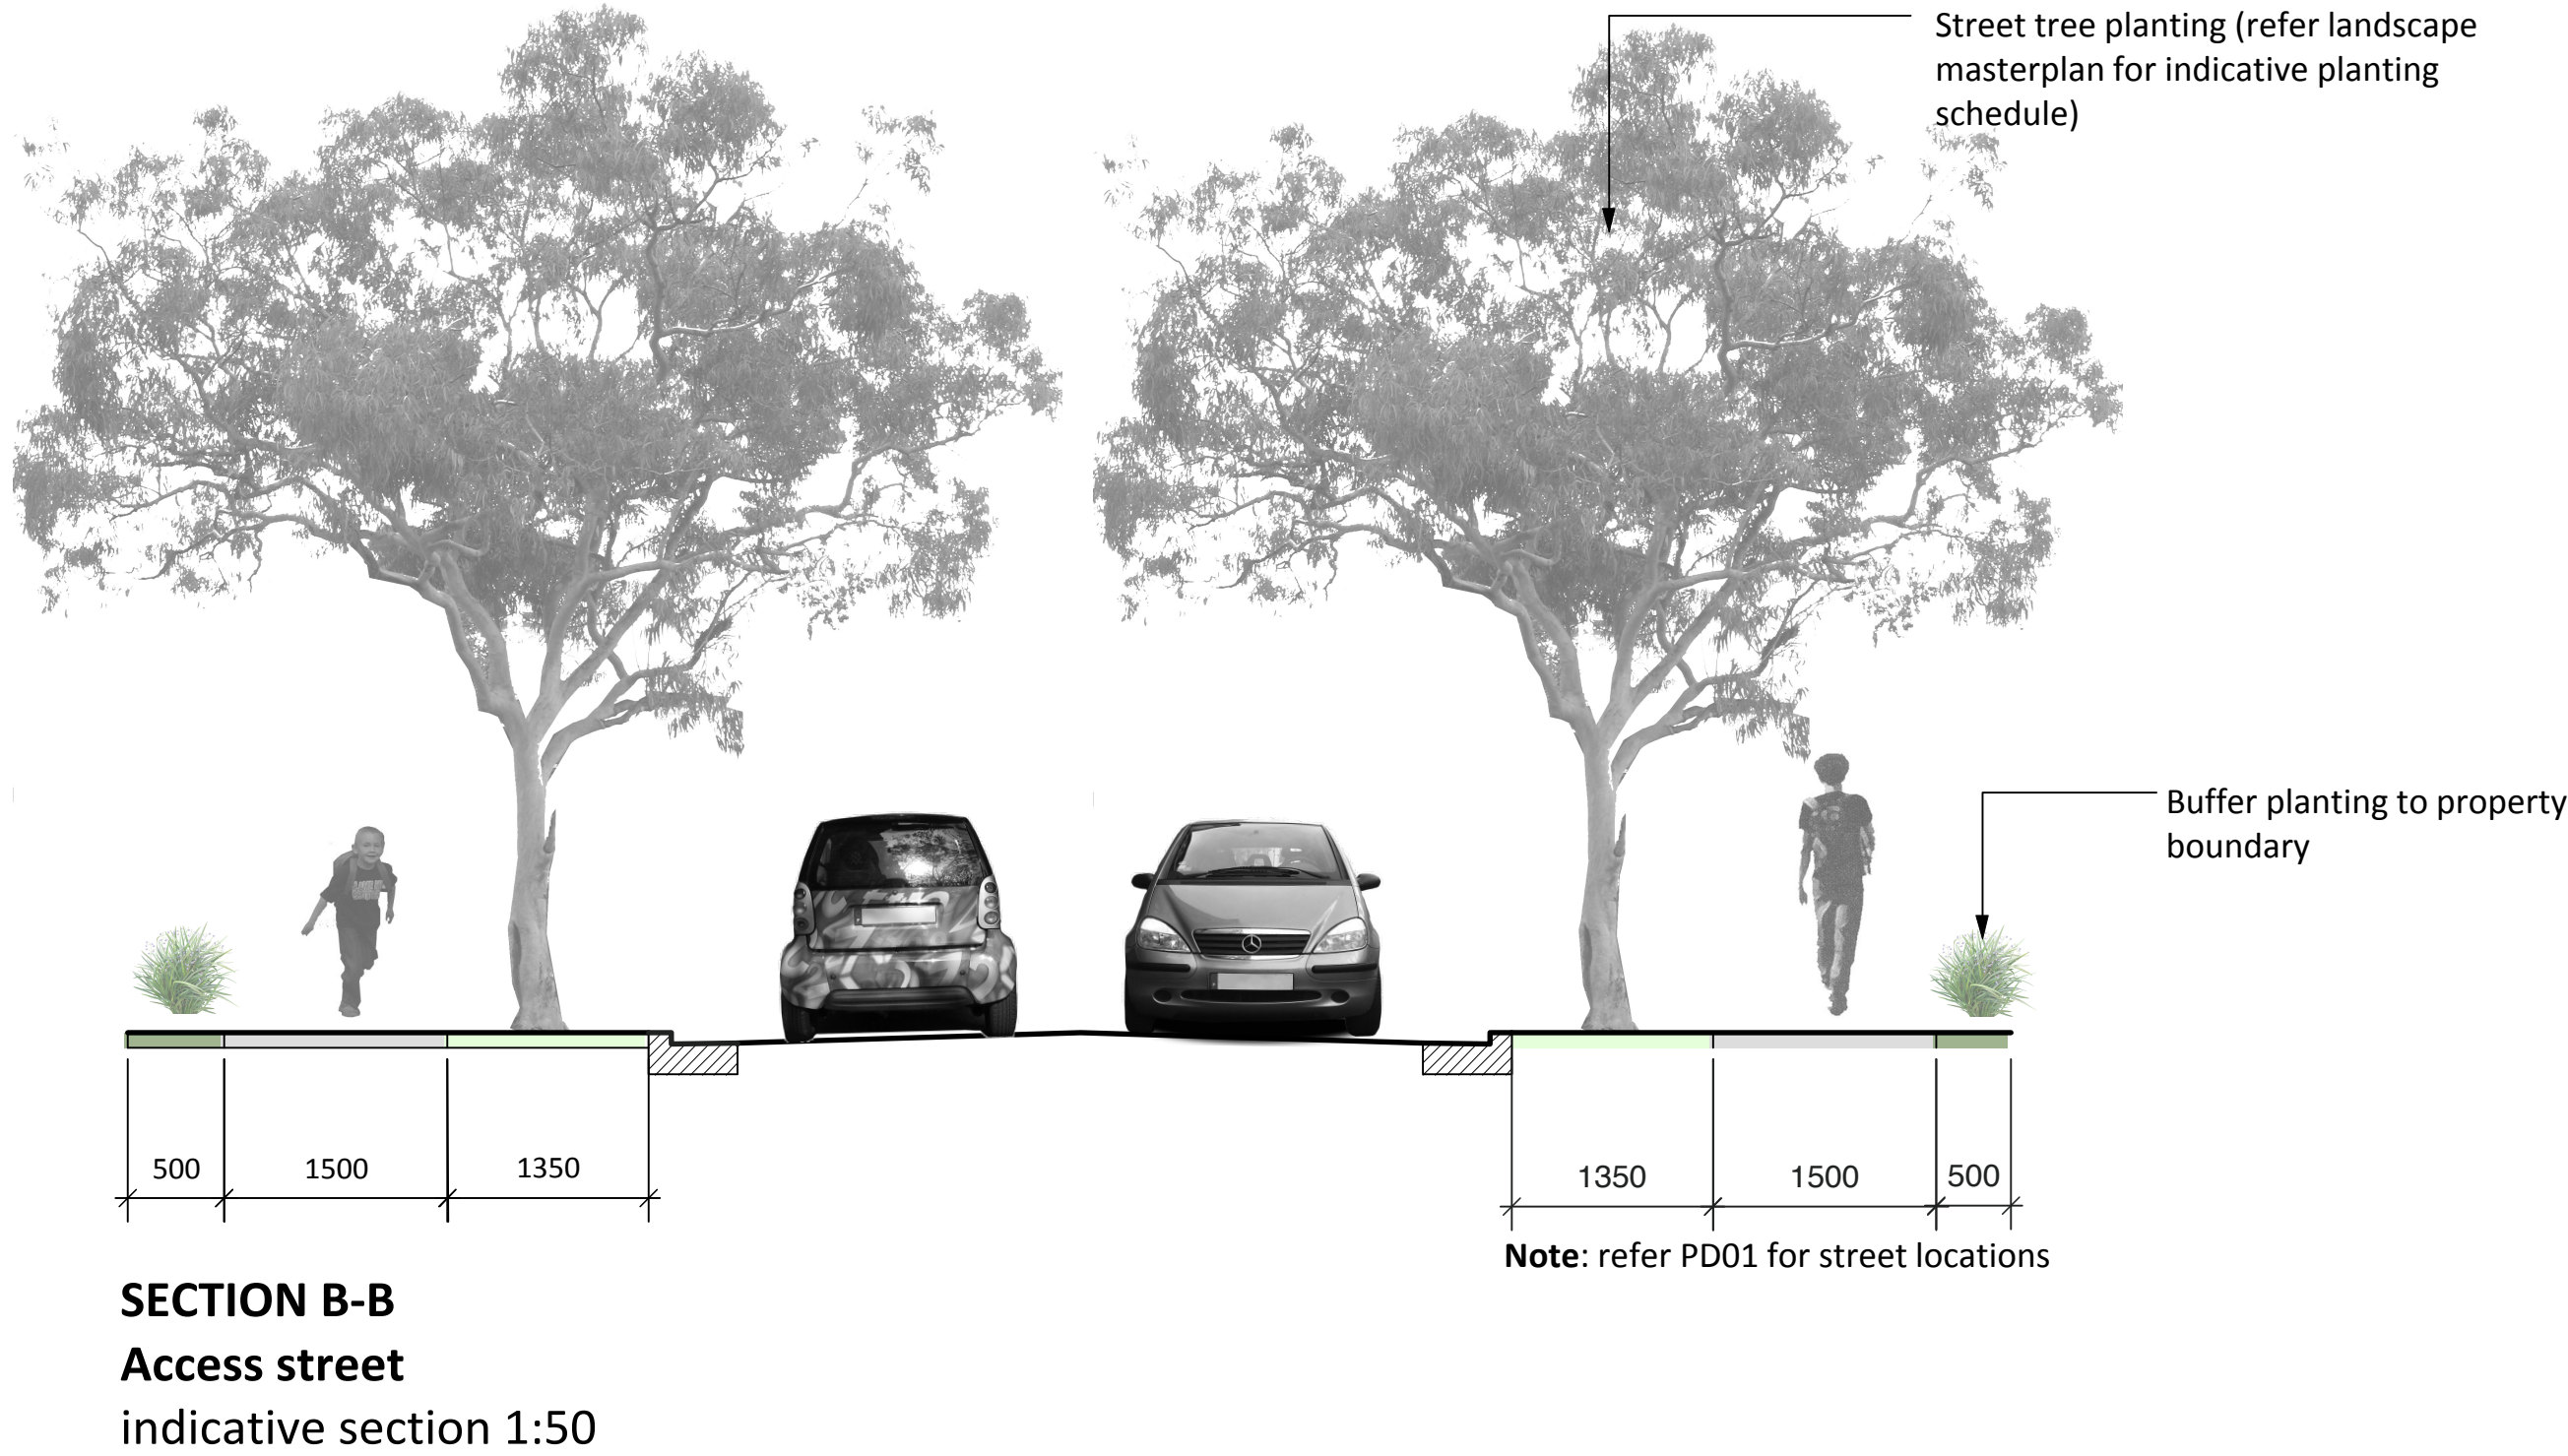 Street tree planting (refer landscape
masterplan for indicative planting
schedule)
Buffer planting to property
boundary
500 1500 1350
1350 1500 500
Note: refer PD01 for street locations
SECTION B-B
Access street
indicative section 1:50